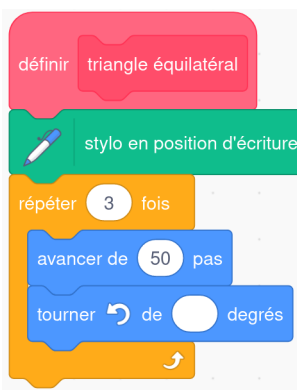 définir triangle équilatéral
stylo en position d'écriture
répéter 3 fois
avancer de 50 pas
tourner de degrés